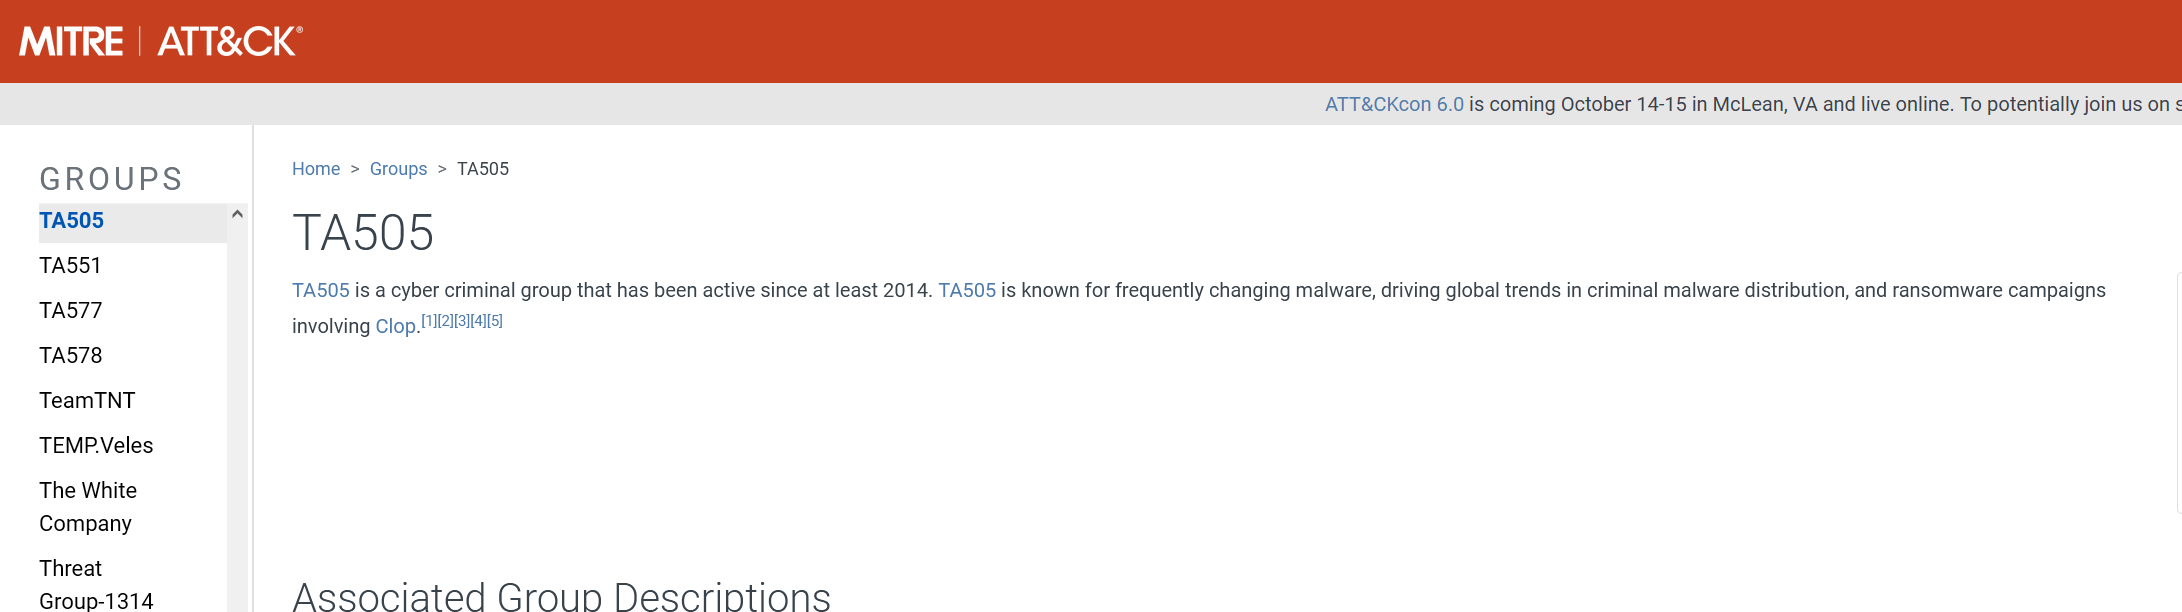 MITRE | ATT&CK®
ATT&CKcon 6.0 is coming October 14-15 in McLean, VA and live online. To potentially join us on s
GROUPS
TA505
TA551
TA577
TA578
TeamTNT
TEMP.Veles
The White
Company
Threat
Group-1314
Home > Groups > TA505
TA505
TA505 is a cyber criminal group that has been active since at least 2014. TA505 is known for frequently changing malware, driving global trends in criminal malware distribution, and ransomware campaigns
involving Clop.[1][2][3][4][5]
Associated Group Descriptions